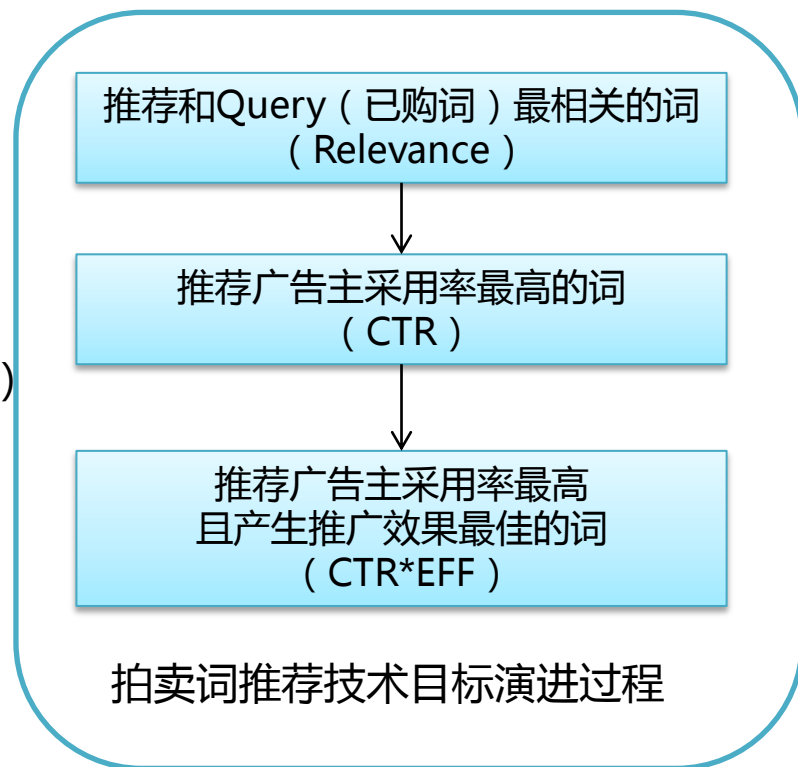 推荐和Query（已购词）最相关的词
（Relevance）
推荐广告主采用率最高的词
（CTR）
）
推荐广告主采用率最高
且产生推广效果最佳的词
（CTR*EFF）
拍卖词推荐技术目标演进过程